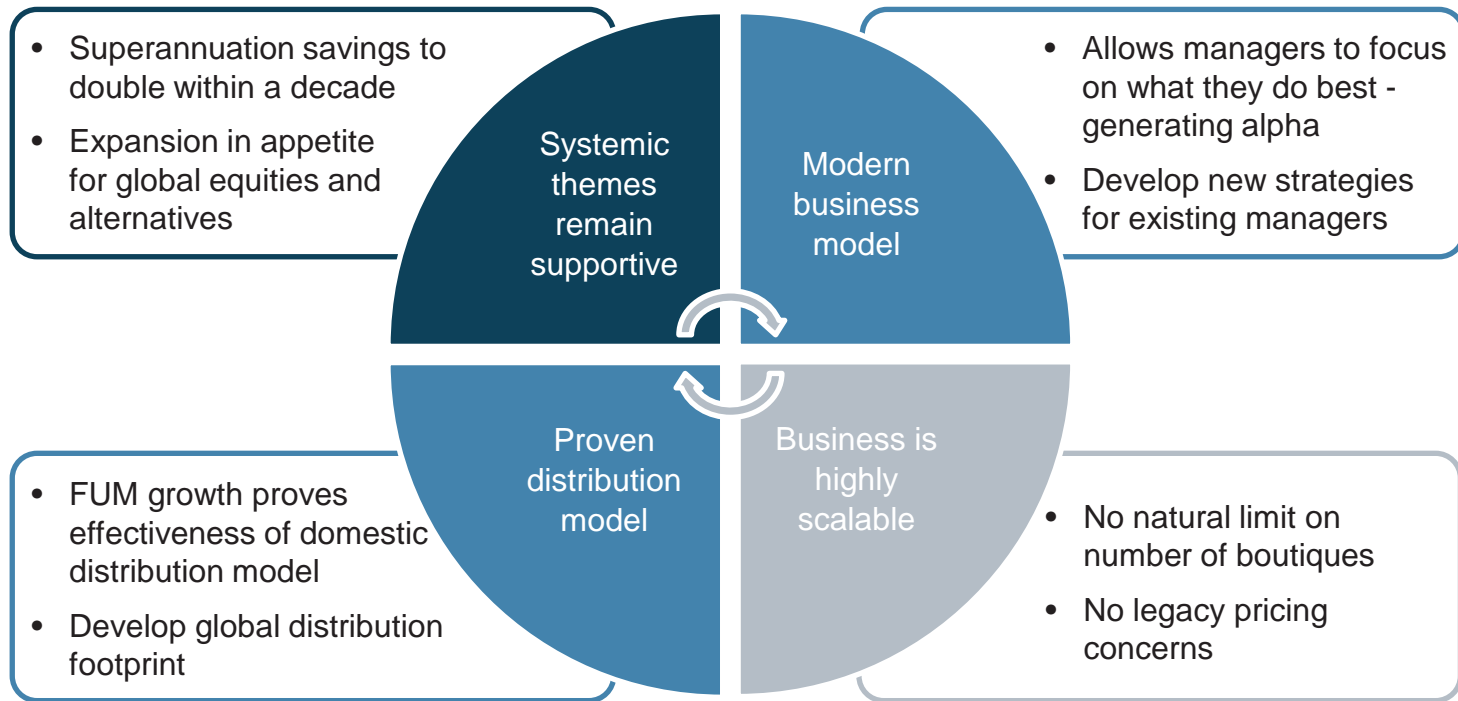 • Superannuation savings to
double within a decade
• Expansion in appetite
for global equities and
alternatives
Systemic
themes
remain
supportive
Modern
business
model
• Allows managers to focus
on what they do best -
generating alpha
• Develop new strategies
for existing managers
• FUM growth proves
effectiveness of domestic
distribution model
• Develop global distribution
footprint
Proven
distribution
model
Business is
highly
scalable
• No natural limit on
number of boutiques
• No legacy pricing
concerns